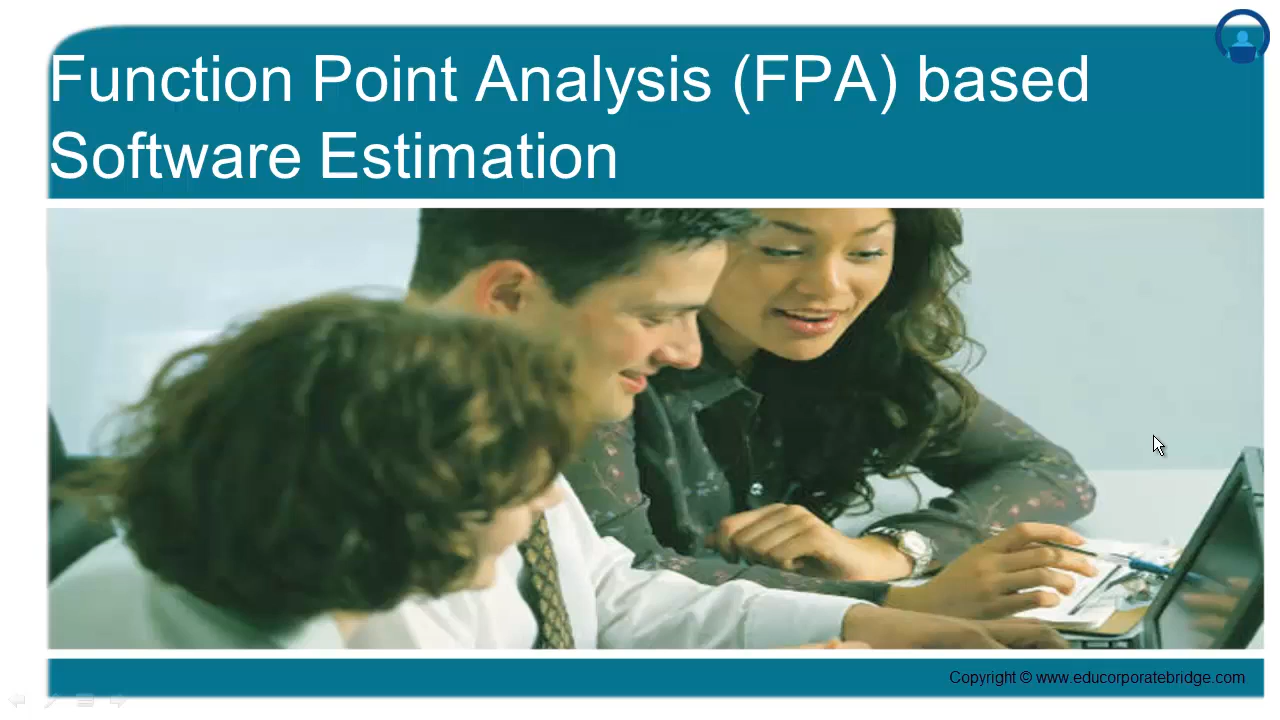 Function Point Analysis (FPA) based
Software Estimation
Copyright © www.educorporatebridge.com